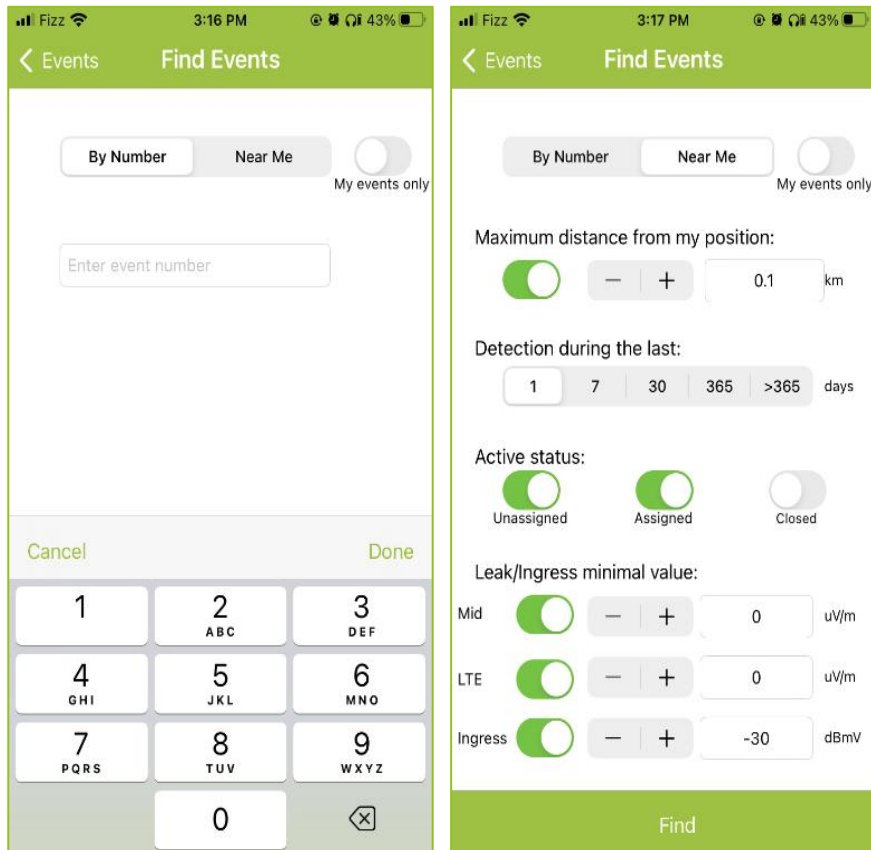 Fizz 3:16 PM 43%
Events Find Events
By Number Near Me
My events only
Enter event number
Cancel Done
1 2 3
ABC DEF
4 5 6
GHI JKL MNO
7 8 9
PQRS TUV WXYZ
0
Fizz 3:17 PM 43%
Events Find Events
By Number Near Me
My events only
Maximum distance from my position:
− + 0.1 km
Detection during the last:
1 7 30 365 >365 days
Active status:
Unassigned Assigned Closed
Leak/Ingress minimal value:
Mid − + 0 uV/m
LTE − + 0 uV/m
Ingress − + -30 dBmV
Find